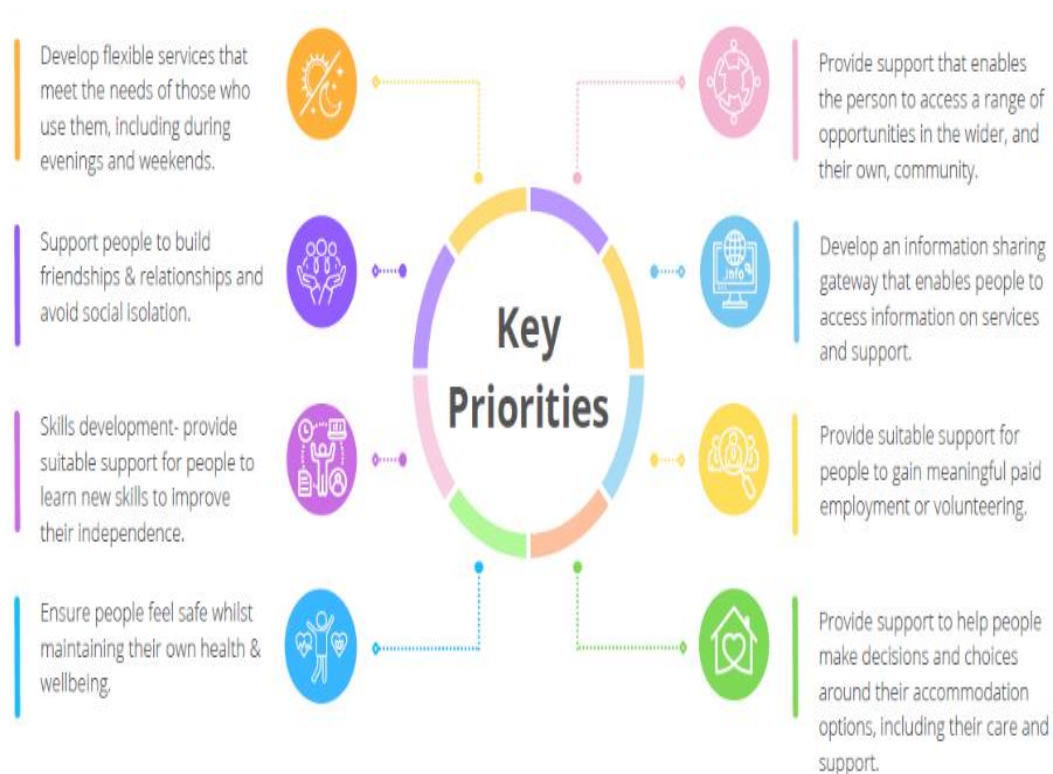 Develop flexible services that
meet the needs of those who
use them, including during
evenings and weekends.
Support people to build
friendships & relationships and
avoid social isolation.
Skills development- provide
suitable support for people to
learn new skills to improve
their independence.
Ensure people feel safe whilst
maintaining their own health &
wellbeing.
Key
Priorities
Provide support that enables
the person to access a range of
opportunities in the wider, and
their own, community.
.info
Develop an information sharing
gateway that enables people to
access information on services
and support.
Provide suitable support for
people to gain meaningful paid
employment or volunteering.
Provide support to help people
make decisions and choices
around their accommodation
options, including their care and
support.